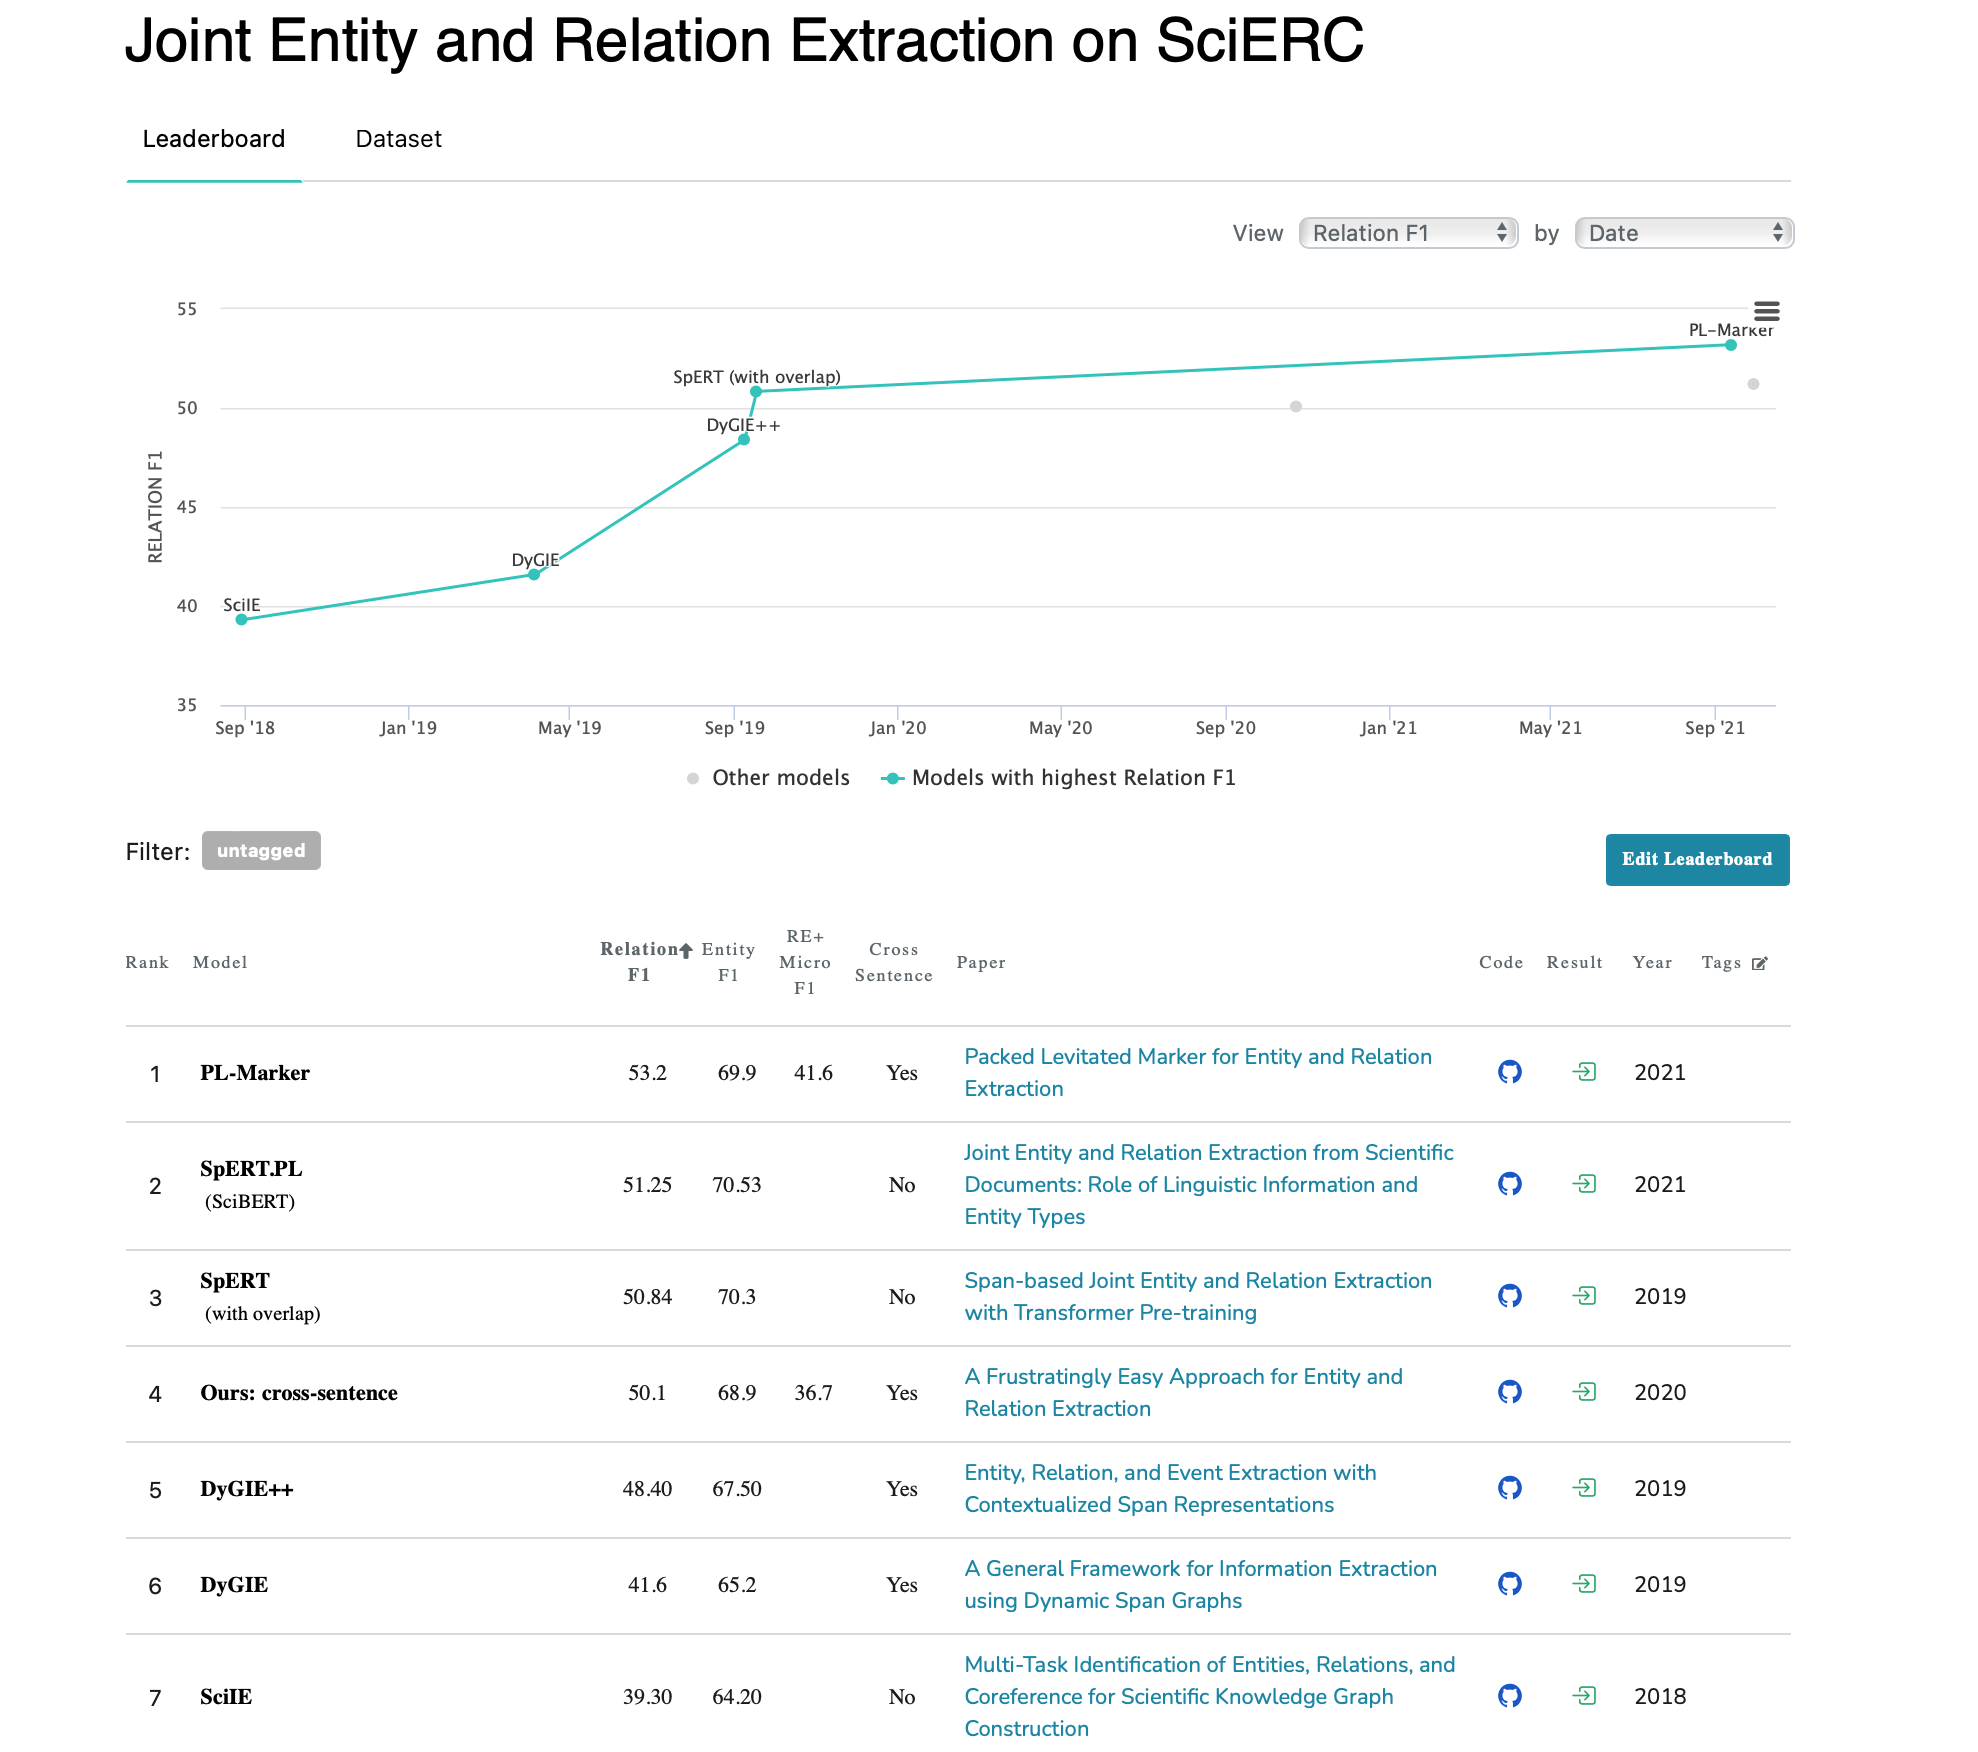 Joint Entity and Relation Extraction on SciERC
Leaderboard Dataset
View Relation F1 by Date
55
PL-Marker
SpERT (with overlap)
50
DyGIE++
45
RELATION F1
DyGIE
SciIE
40
35
Sep '18 Jan '19 May '19 Sep '19 Jan '20 May '20 Sep '20 Jan '21 May '21 Sep '21
Other models Models with highest Relation F1
Filter: untagged
Edit Leaderboard
Rank Model Relation F1 Entity F1 RE+ Micro F1 Cross Sentence Paper Code Result Year Tags
1 PL-Marker 53.2 69.9 41.6 Yes Packed Levitated Marker for Entity and Relation
Extraction 2021
2 SpERT.PL
(SciBERT) 51.25 70.53 No Joint Entity and Relation Extraction from Scientific
Documents: Role of Linguistic Information and
Entity Types 2021
3 SpERT
(with overlap) 50.84 70.3 No Span-based Joint Entity and Relation Extraction
with Transformer Pre-training 2019
4 Ours: cross-sentence 50.1 68.9 36.7 Yes A Frustratingly Easy Approach for Entity and
Relation Extraction 2020
5 DyGIE++ 48.40 67.50 Yes Entity, Relation, and Event Extraction with
Contextualized Span Representations 2019
6 DyGIE 41.6 65.2 Yes A General Framework for Information Extraction
using Dynamic Span Graphs 2019
7 SciIE 39.30 64.20 No Multi-Task Identification of Entities, Relations, and
Coreference for Scientific Knowledge Graph
Construction 2018